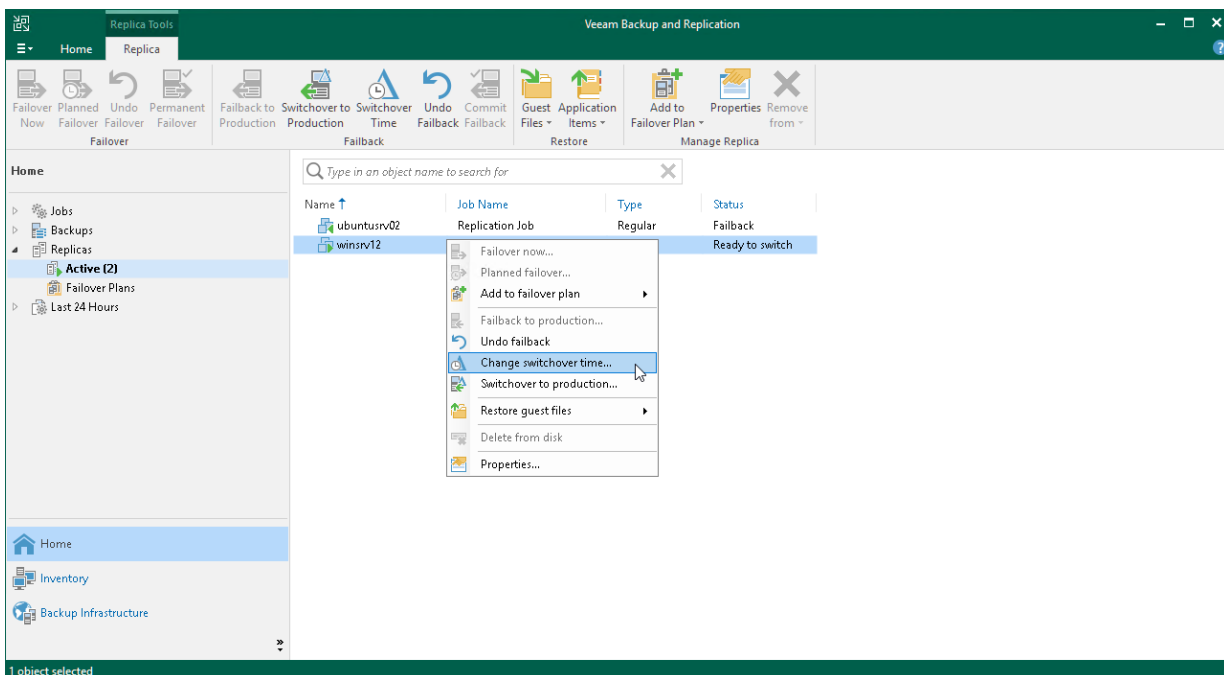 Replica Tools
Veeam Backup and Replication
Home Replica
Failover Now
Planned Failover
Undo Failover
Permanent Failover
Failback to Production
Switchover to Production
Switchover Time
Undo Failback
Commit Failback
Guest Files
Application Items
Add to Failover Plan
Properties
Remove from
Failover
Failback
Restore
Manage Replica
Home
Type in an object name to search for
Jobs
Backups
Replicas
Active (2)
Failover Plans
Last 24 Hours
Name Job Name Type Status
ubuntusrv02 Replication Job Regular Failback
winsrv12 Ready to switch
Failover now...
Planned failover...
Add to failover plan
Failback to production...
Undo failback
Change switchover time...
Switchover to production...
Restore guest files
Delete from disk
Properties...
Home
Inventory
Backup Infrastructure
1 object selected